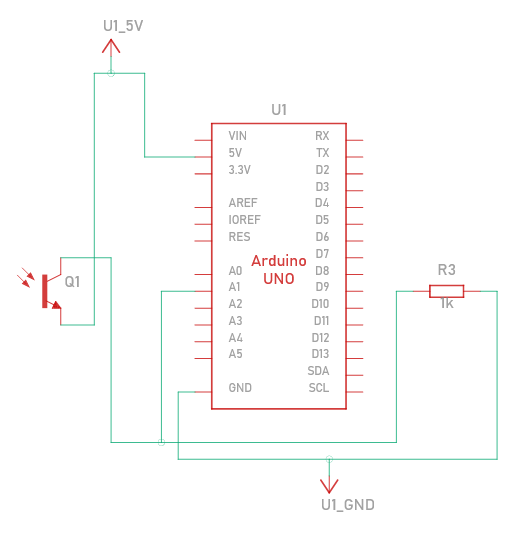 U1_5V
U1
VIN RX
5V TX
3.3V D2
D3
AREF D4
IOREF D5
RES D6
D7
Arduino
UNO
A0 D8
Q1
A1 D9
A2 D10
A3 D11
A4 D12
A5 D13
SDA
GND SCL
R3
1k
U1_GND